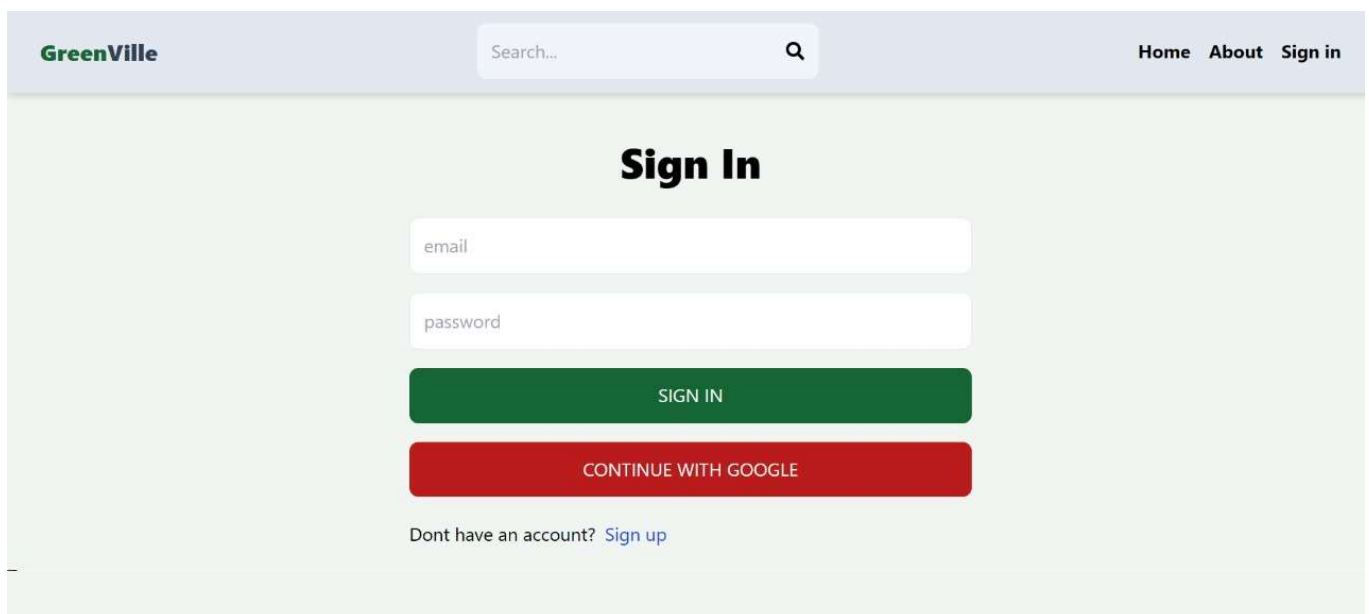 GreenVille
Search...
Home About Sign in
Sign In
email
password
SIGN IN
CONTINUE WITH GOOGLE
Dont have an account? Sign up